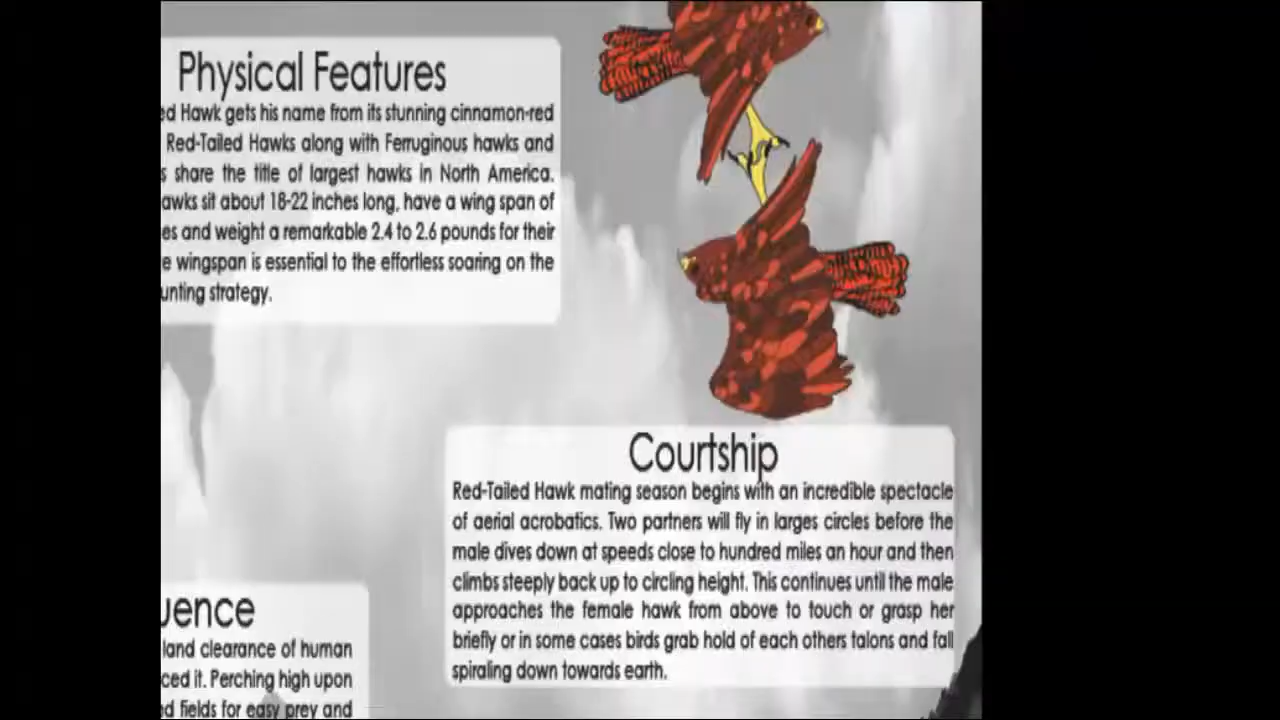 Physical Features
ed Hawk gets his name from its stunning cinnamon-red
Red-Tailed Hawks along with Ferruginous hawks and
s share the title of largest hawks in North America.
awks sit about 18-22 inches long, have a wing span of
es and weight a remarkable 2.4 to 2.6 pounds for their
e wingspan is essential to the effortless soaring on the
unting strategy.
Courtship
Red-Tailed Hawk mating season begins with an incredible spectacle
of aerial acrobatics. Two partners will fly in larges circles before the
male dives down at speeds close to hundred miles an hour and then
climbs steeply back up to circling height. This continues until the male
approaches the female hawk from above to touch or grasp her
briefly or in some cases birds grab hold of each others talons and fall
spiraling down towards earth.
uence
land clearance of human
ced it. Perching high upon
d fields for easy prey and